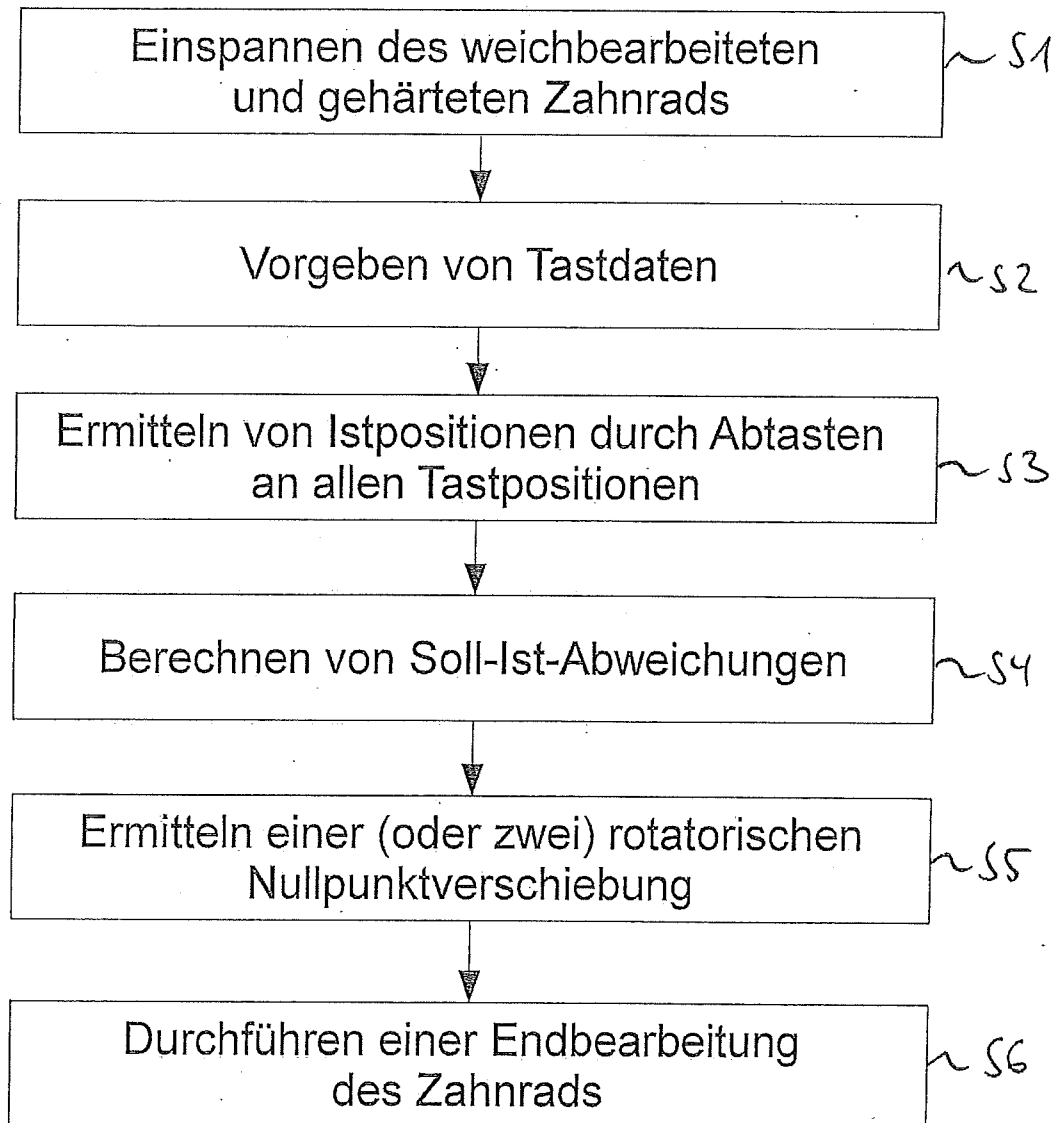 Einspannen des weichbearbeiteten
und gehärteten Zahnrads
S1
Vorgeben von Tastdaten
S2
Ermitteln von Istpositionen durch Abtasten
an allen Tastpositionen
S3
Berechnen von Soll-Ist-Abweichungen
S4
Ermitteln einer (oder zwei) rotatorischen
Nullpunktverschiebung
S5
Durchführen einer Endbearbeitung
des Zahnrads
S6